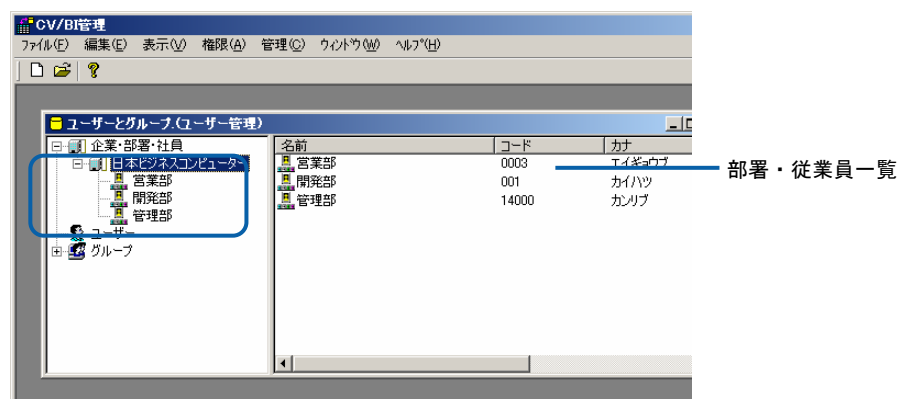 CV/BI管理
ファイル(F) 編集(E) 表示(V) 権限(A) 管理(C) ウィンドウ(W) ヘルプ(H)
ユーザーとグループ.(ユーザー管理)
企業・部署・社員
日本ビジネスコンピューター
営業部
開発部
管理部
ユーザー
グループ
名前 コード カナ
営業部 0003 エイギョウブ
開発部 001 カイハツ
管理部 14000 カンリブ
部署・従業員一覧